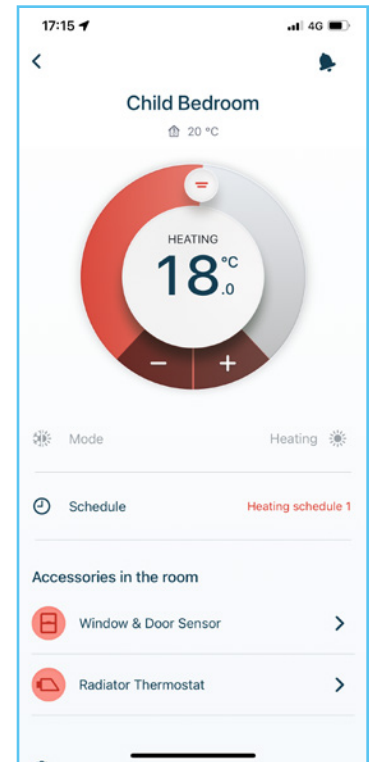 17:15 4G
Child Bedroom
20 °C
HEATING
18.0 °C
− +
Mode Heating
Schedule Heating schedule 1
Accessories in the room
Window & Door Sensor
Radiator Thermostat